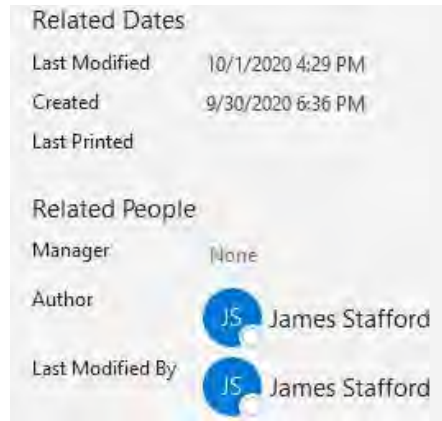 Related Dates
Last Modified 10/1/2020 4:29 PM
Created 9/30/2020 6:36 PM
Last Printed
Related People
Manager None
Author JS James Stafford
Last Modified By JS James Stafford